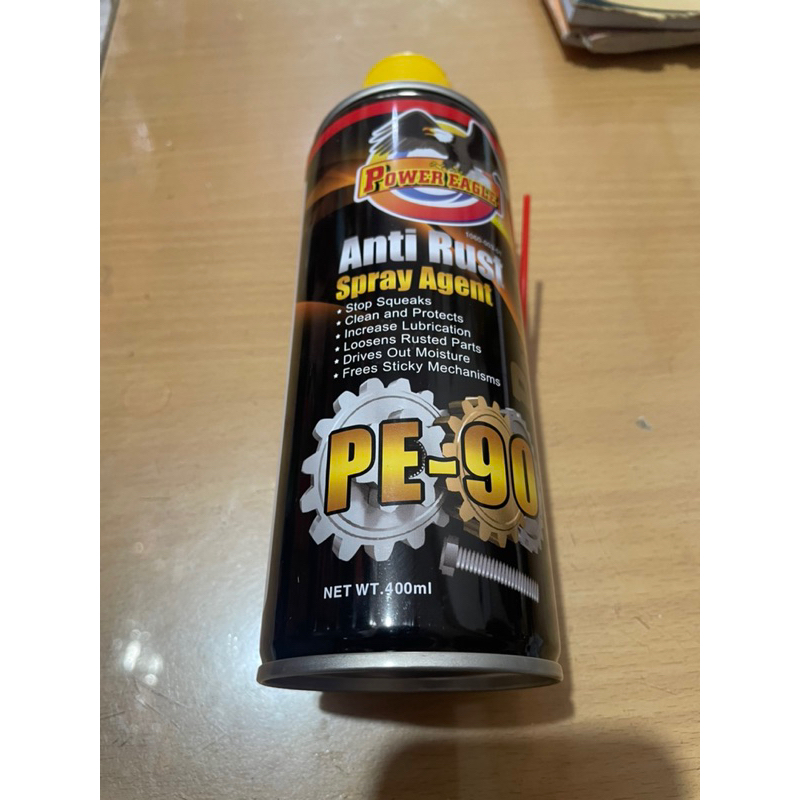 POWER EAGLE
Anti Rust
Spray Agent
• Stop Squeaks
• Clean and Protects
• Increase Lubrication
• Loosens Rusted Parts
• Drives Out Moisture
• Frees Sticky Mechanisms
PE-90
NET WT.400ml